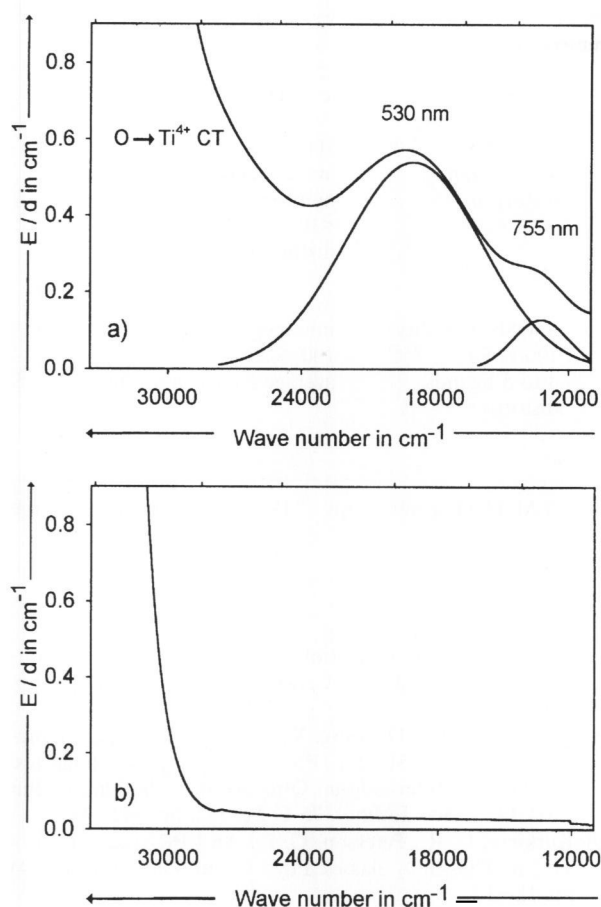 0.8
0.6
0.4
0.2
0.0
E / d in cm⁻¹
O → Ti⁴⁺ CT
530 nm
755 nm
a)
30000 24000 18000 12000
Wave number in cm⁻¹
0.8
0.6
0.4
0.2
0.0
E / d in cm⁻¹
b)
30000 24000 18000 12000
Wave number in cm⁻¹